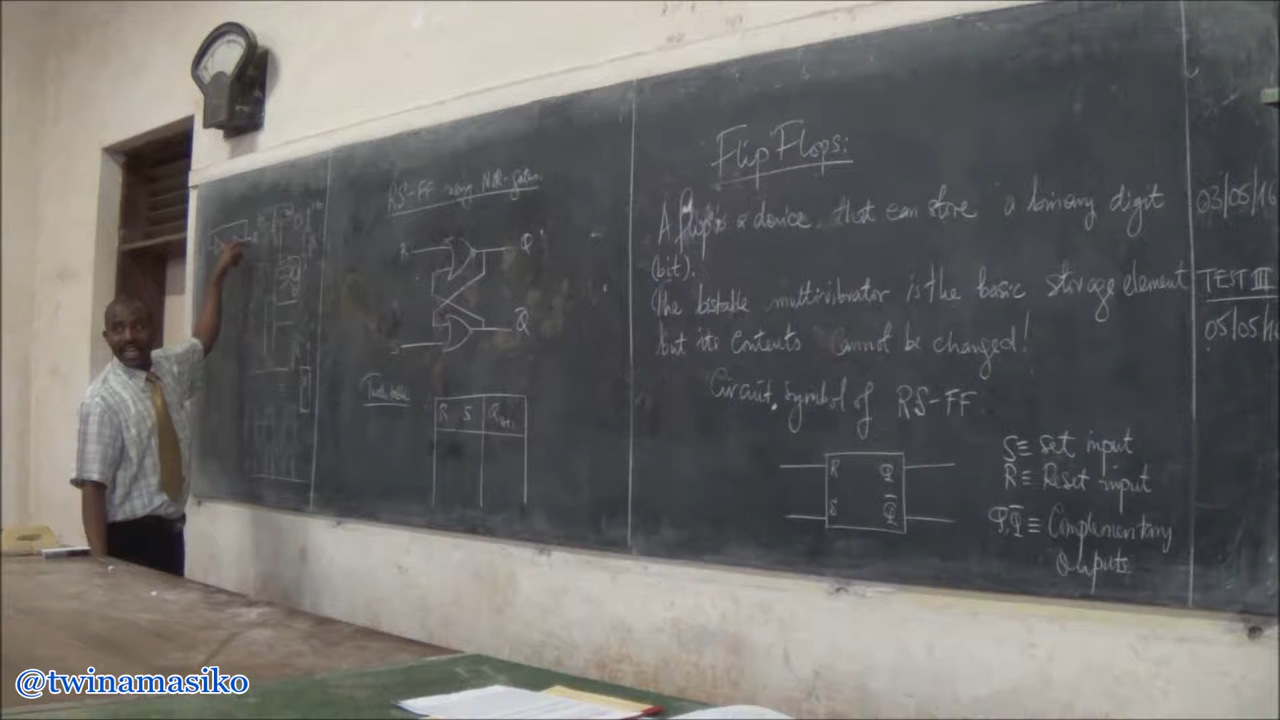 RS-FF using NOR-gates
R
Q
Q̄
Truth table
R S Qt+1
Flip Flops:
A flip is a device that can store a binary digit
(bit).
The bistable multivibrator is the basic storage element
but its contents cannot be changed!
Circuit symbol of RS-FF
R Q
S Q̄
S≡ set input
R≡ Reset input
Q,Q̄ ≡ Complementary
Outputs.
03/05/16
TEST III
05/05/16
@twinamasiko